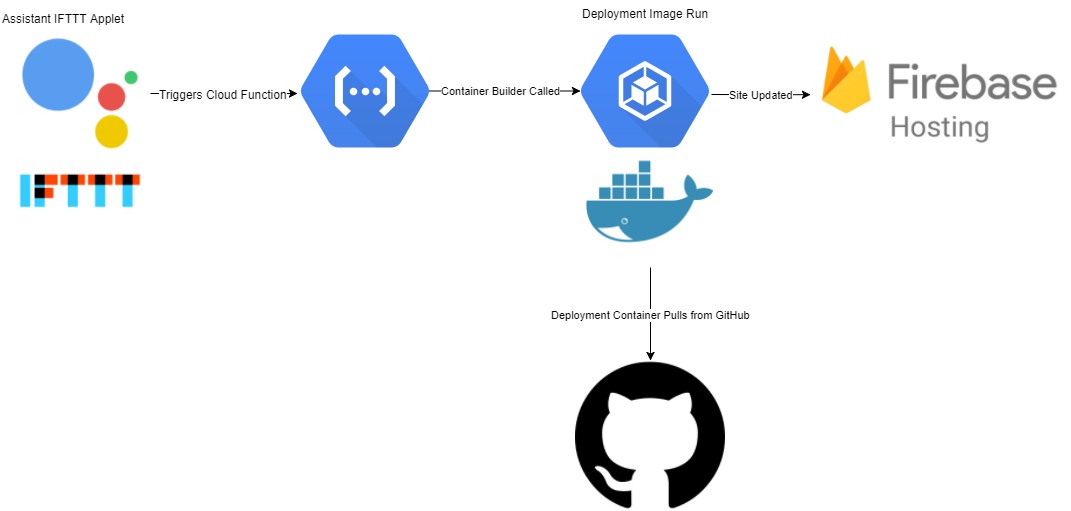 Assistant IFTTT Applet
Deployment Image Run
Triggers Cloud Function
Container Builder Called
Site Updated
Firebase
Hosting
IFTTT
Deployment Container Pulls from GitHub